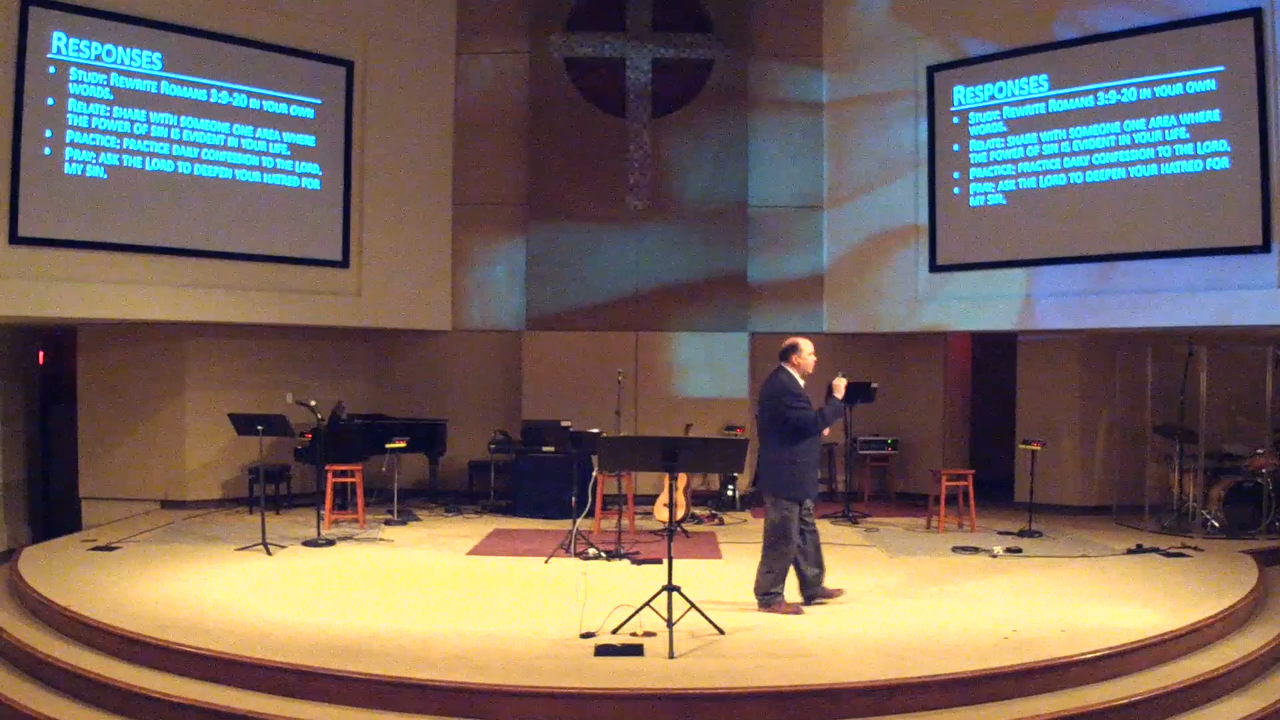 RESPONSES
• STUDY: REWRITE ROMANS 3:9-20 IN YOUR OWN
WORDS.
• RELATE: SHARE WITH SOMEONE ONE AREA WHERE
THE POWER OF SIN IS EVIDENT IN YOUR LIFE.
• PRACTICE: PRACTICE DAILY CONFESSION TO THE LORD.
• PRAY: ASK THE LORD TO DEEPEN YOUR HATRED FOR
MY SIN.
RESPONSES
• STUDY: REWRITE ROMANS 3:9-20 IN YOUR OWN
WORDS.
• RELATE: SHARE WITH SOMEONE ONE AREA WHERE
THE POWER OF SIN IS EVIDENT IN YOUR LIFE.
• PRACTICE: PRACTICE DAILY CONFESSION TO THE LORD.
• PRAY: ASK THE LORD TO DEEPEN YOUR HATRED FOR
MY SIN.